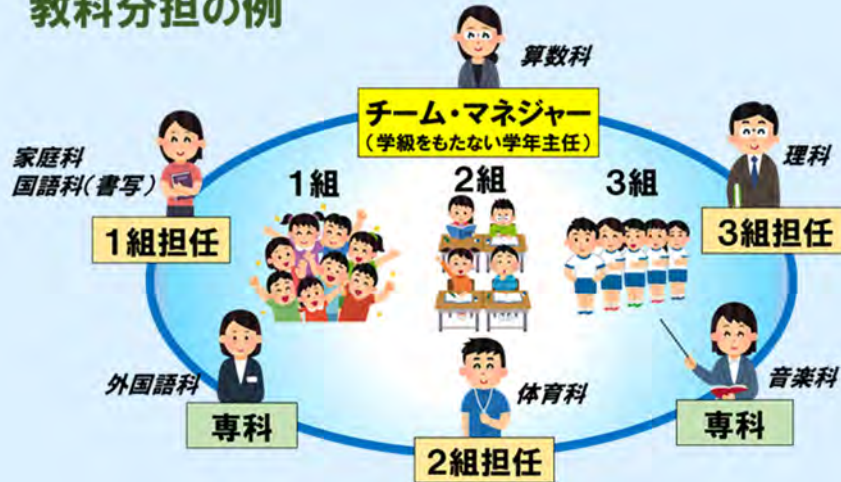 教科分担の例
算数科
チーム・マネジャー
(学級をもたない学年主任)
家庭科
国語科(書写)
1組担任
1組
2組
3組
理科
3組担任
外国語科
専科
体育科
2組担任
音楽科
専科